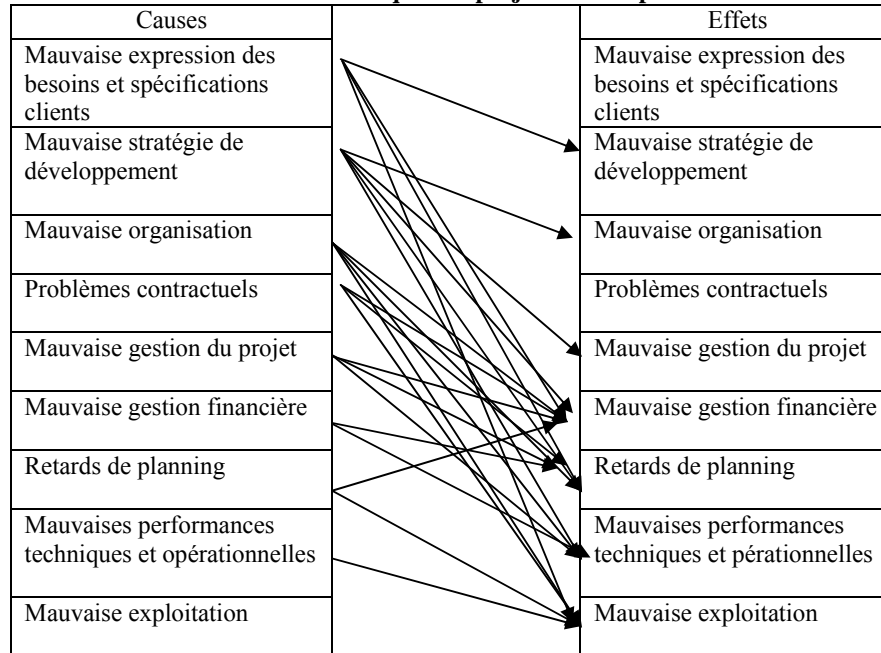 Causes Effets
Mauvaise expression des
besoins et spécifications
clients
Mauvaise expression des
besoins et spécifications
clients
Mauvaise stratégie de
développement
Mauvaise stratégie de
développement
Mauvaise organisation Mauvaise organisation
Problèmes contractuels Problèmes contractuels
Mauvaise gestion du projet Mauvaise gestion du projet
Mauvaise gestion financière Mauvaise gestion financière
Retards de planning Retards de planning
Mauvaises performances
techniques et opérationnelles
Mauvaises performances
techniques et pérationnelles
Mauvaise exploitation Mauvaise exploitation